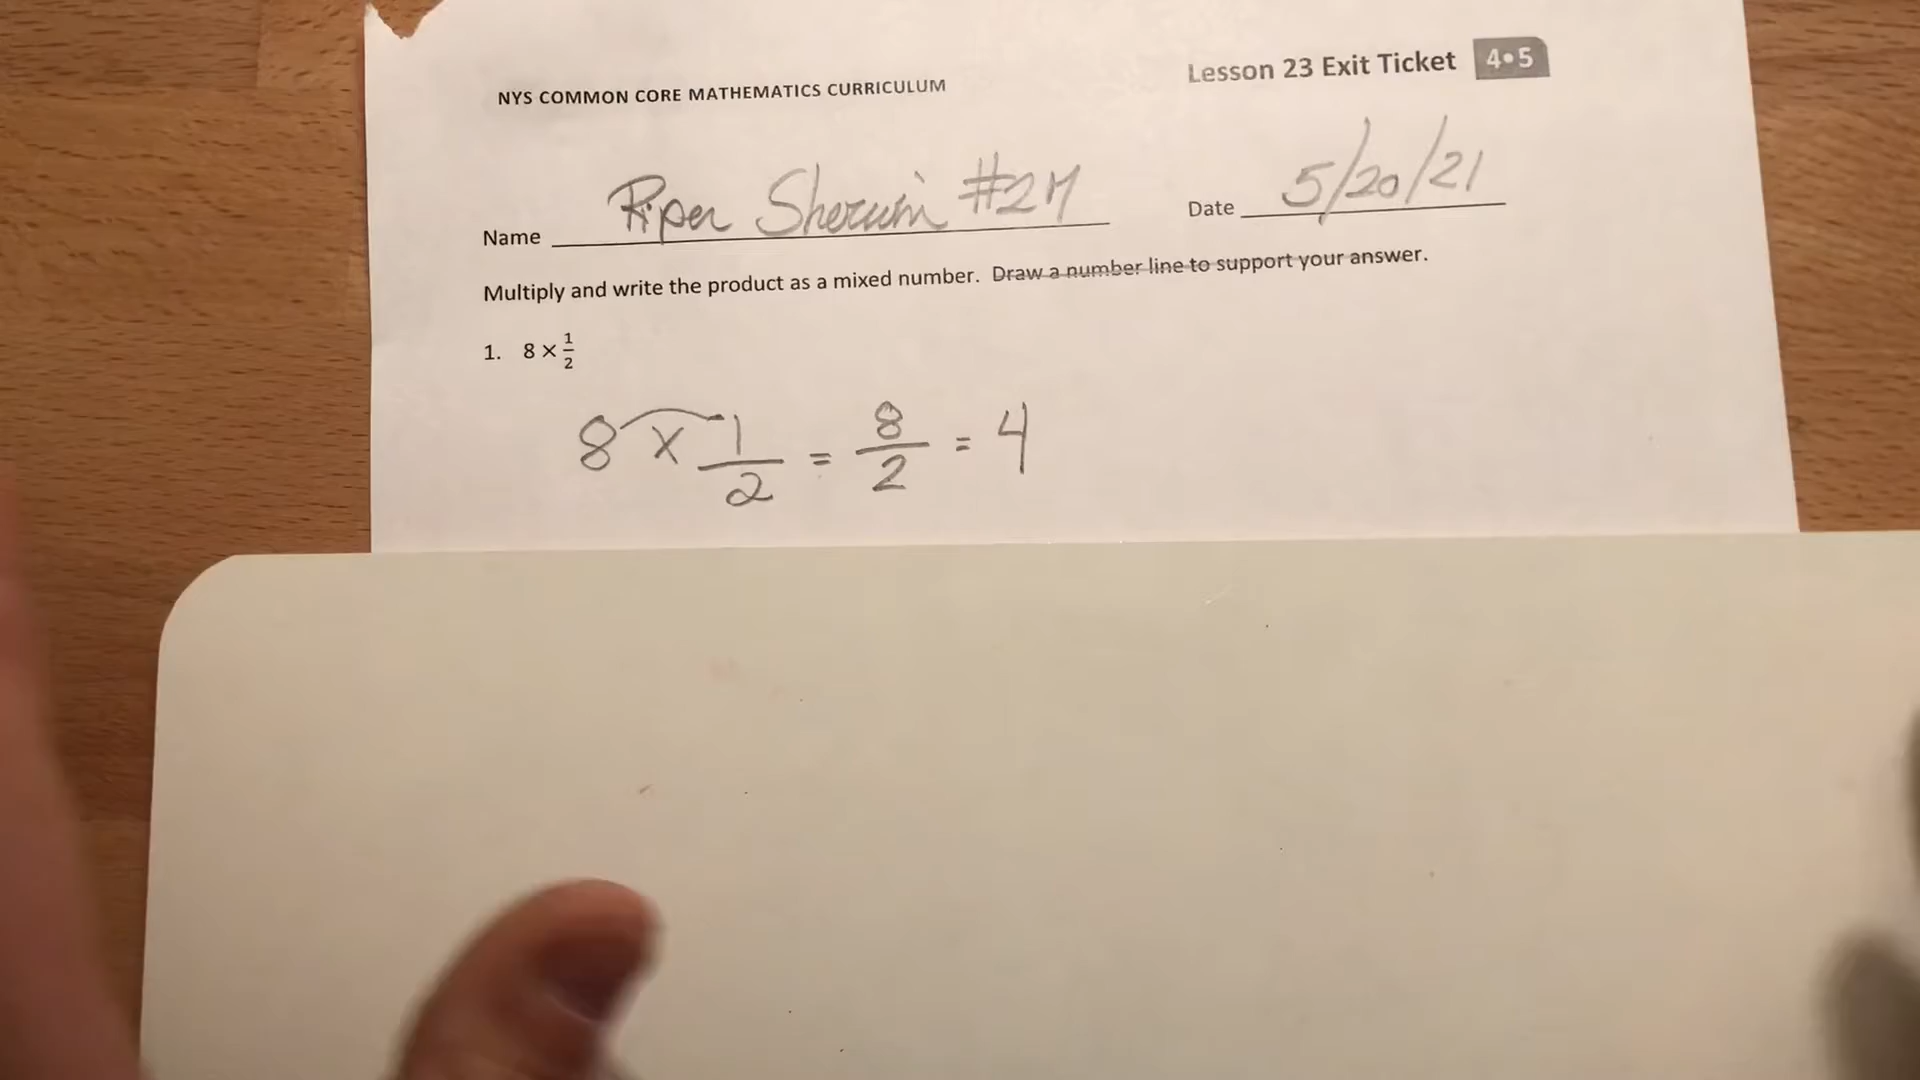 NYS COMMON CORE MATHEMATICS CURRICULUM
Lesson 23 Exit Ticket 4•5
Name Piper Sherwin #27
Date 5/20/21
Multiply and write the product as a mixed number. Draw a number line to support your answer.
1. 8 × 1/2
8 x 1/2 = 8/2 = 4